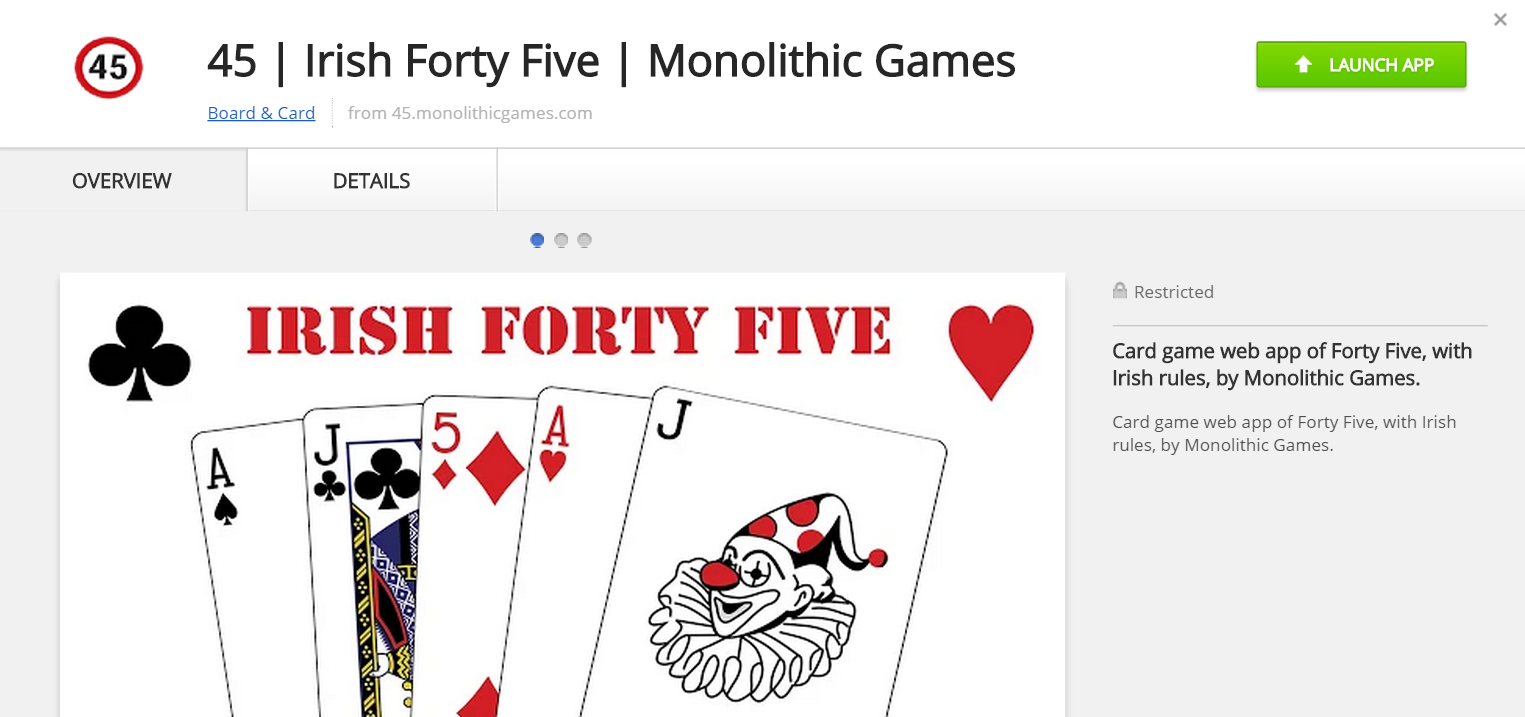 45
45 | Irish Forty Five | Monolithic Games
LAUNCH APP
Board & Card
from 45.monolithicgames.com
OVERVIEW
DETAILS
IRISH FORTY FIVE
A
J
5
A
J
Restricted
Card game web app of Forty Five, with
Irish rules, by Monolithic Games.
Card game web app of Forty Five, with Irish
rules, by Monolithic Games.